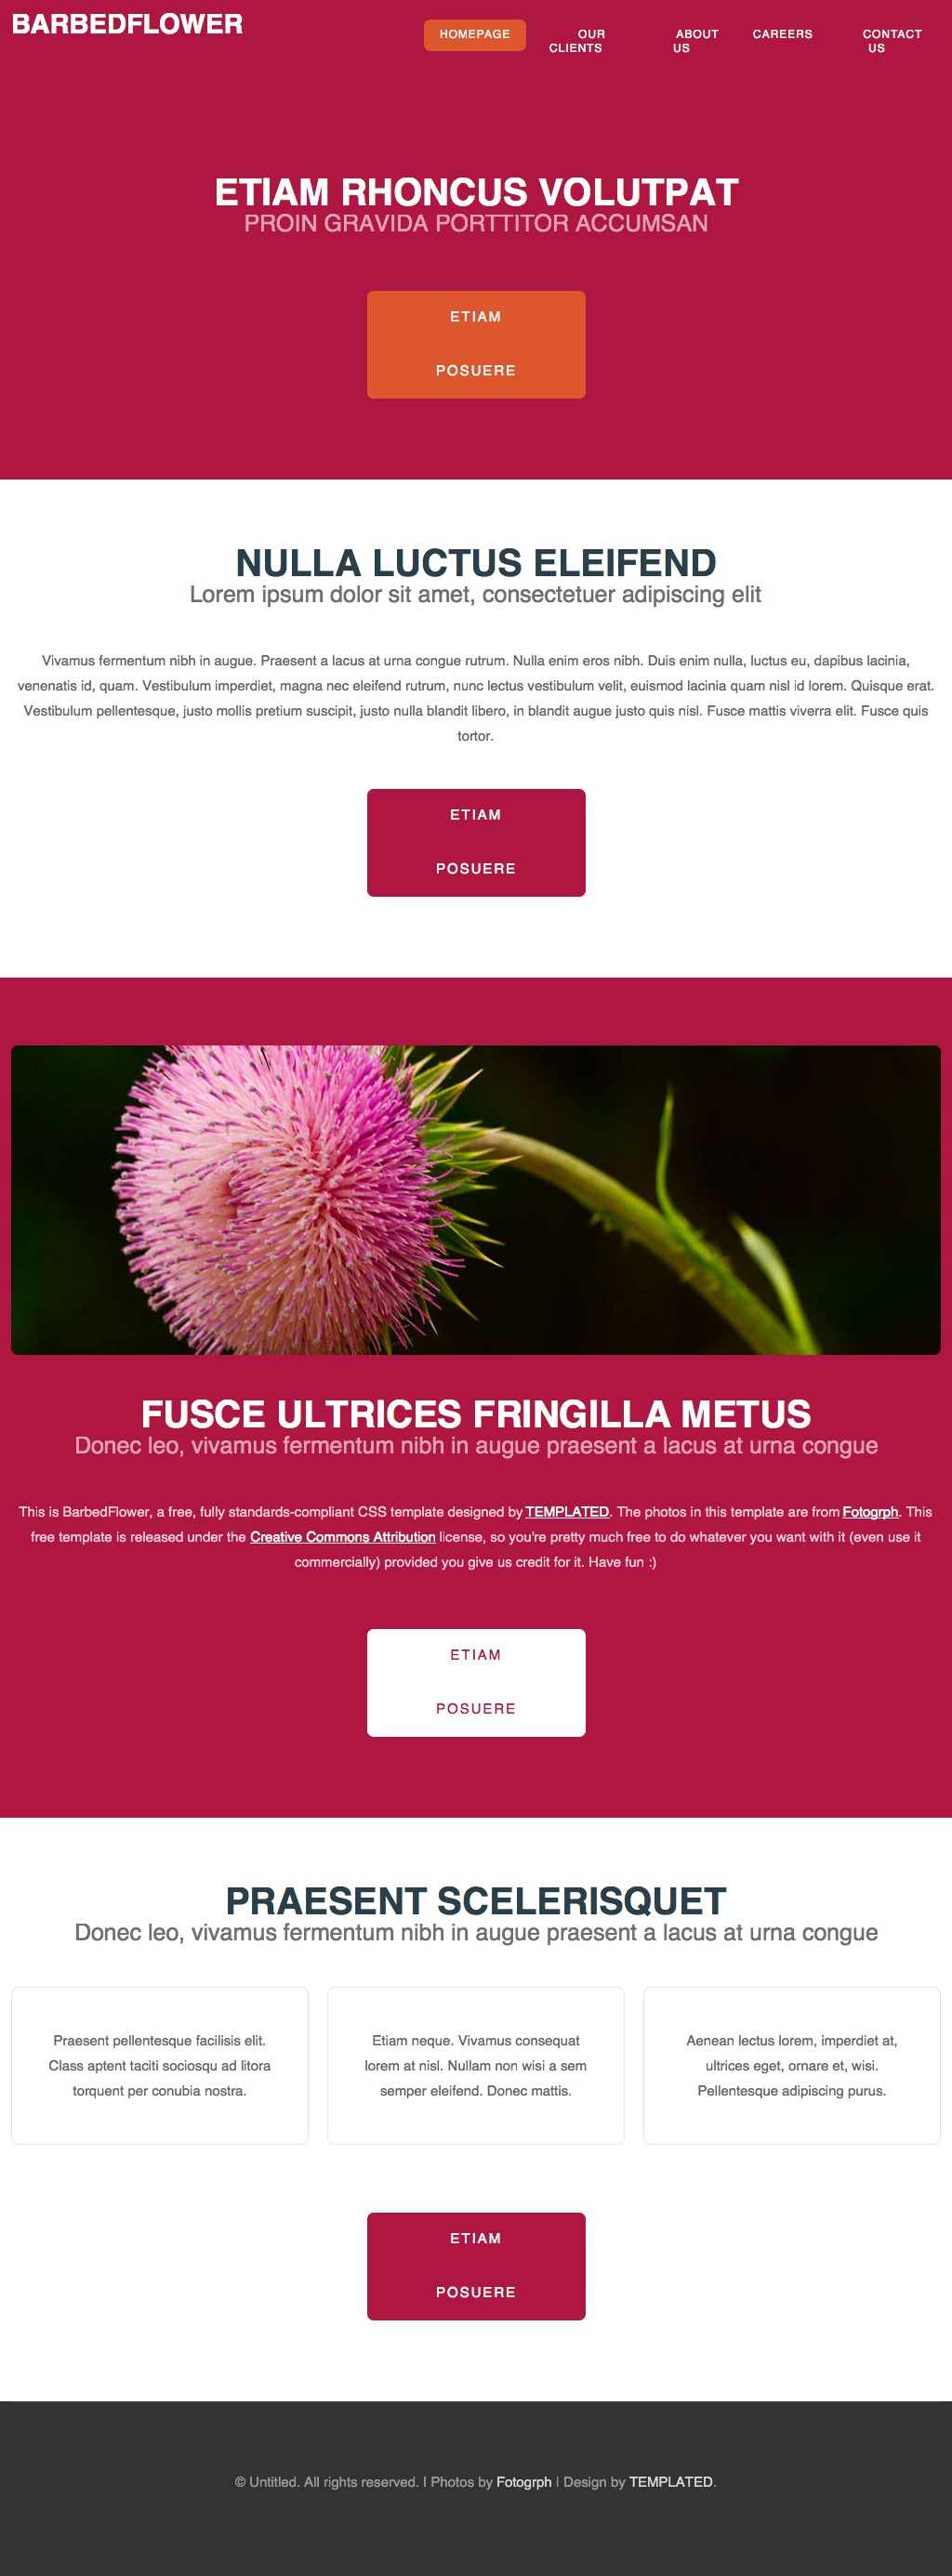 BARBEDFLOWER
HOMEPAGE
OUR
CLIENTS
ABOUT
US
CAREERS
CONTACT
US
ETIAM RHONCUS VOLUTPAT
PROIN GRAVIDA PORTTITOR ACCUMSAN
ETIAM
POSUERE
NULLA LUCTUS ELEIFEND
Lorem ipsum dolor sit amet, consectetuer adipiscing elit
Vivamus fermentum nibh in augue. Praesent a lacus at urna congue rutrum. Nulla enim eros nibh. Duis enim nulla, luctus eu, dapibus lacinia,
venenatis id, quam. Vestibulum imperdiet, magna nec eleifend rutrum, nunc lectus vestibulum velit, euismod lacinia quam nisl id lorem. Quisque erat.
Vestibulum pellentesque, justo mollis pretium suscipit, justo nulla blandit libero, in blandit augue justo quis nisl. Fusce mattis viverra elit. Fusce quis
tortor.
ETIAM
POSUERE
FUSCE ULTRICES FRINGILLA METUS
Donec leo, vivamus fermentum nibh in augue praesent a lacus at urna congue
This is BarbedFlower, a free, fully standards-compliant CSS template designed by TEMPLATED. The photos in this template are from Fotogrph. This
free template is released under the Creative Commons Attribution license, so you're pretty much free to do whatever you want with it (even use it
commercially) provided you give us credit for it. Have fun :)
ETIAM
POSUERE
PRAESENT SCELERISQUET
Donec leo, vivamus fermentum nibh in augue praesent a lacus at urna congue
Praesent pellentesque facilisis elit.
Class aptent taciti sociosqu ad litora
torquent per conubia nostra.
Etiam neque. Vivamus consequat
lorem at nisl. Nullam non wisi a sem
semper eleifend. Donec mattis.
Aenean lectus lorem, imperdiet at,
ultrices eget, ornare et, wisi.
Pellentesque adipiscing purus.
ETIAM
POSUERE
© Untitled. All rights reserved. | Photos by Fotogrph | Design by TEMPLATED.